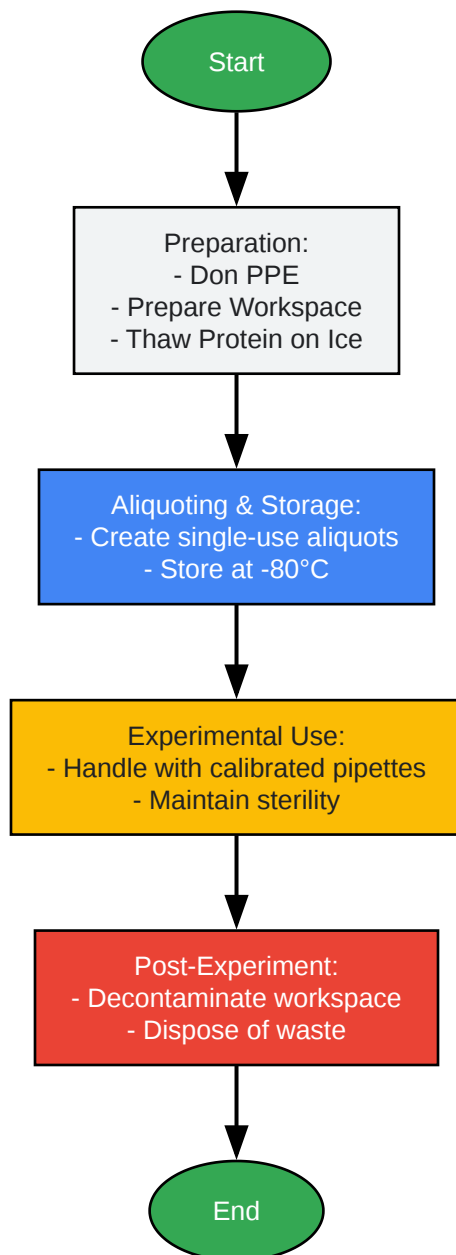 Start
Preparation:
- Don PPE
- Prepare Workspace
- Thaw Protein on Ice
Aliquoting & Storage:
- Create single-use aliquots
- Store at -80°C
Experimental Use:
- Handle with calibrated pipettes
- Maintain sterility
Post-Experiment:
- Decontaminate workspace
- Dispose of waste
End